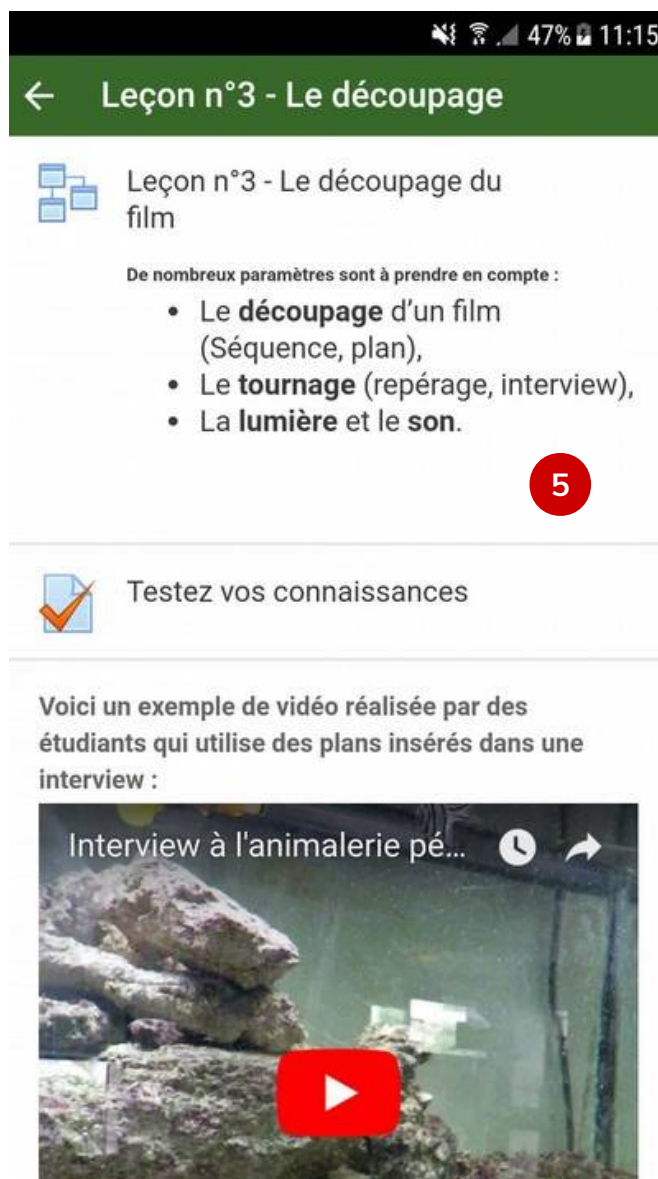 47% 11:15
Leçon n°3 - Le découpage
Leçon n°3 - Le découpage du
film
De nombreux paramètres sont à prendre en compte :
• Le découpage d'un film
(Séquence, plan),
• Le tournage (repérage, interview),
• La lumière et le son.
5
Testez vos connaissances
Voici un exemple de vidéo réalisée par des
étudiants qui utilise des plans insérés dans une
interview :
Interview à l'animalerie pé...